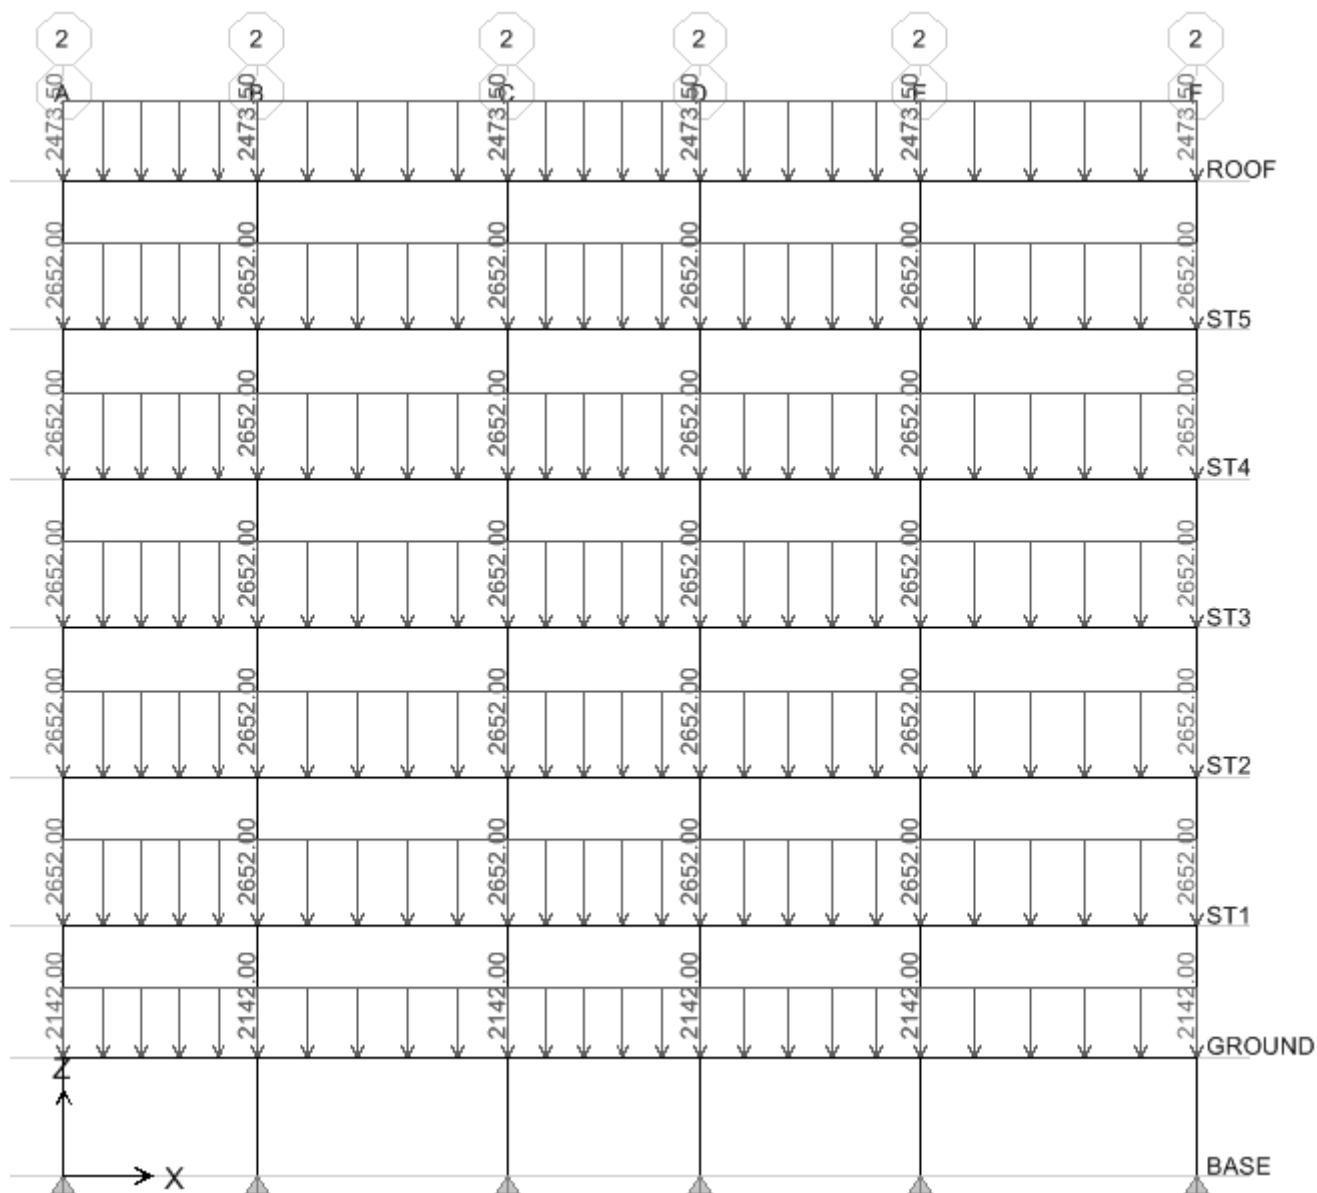 2 2 2 2 2 2
A B C D E F
2473.50 2473.50 2473.50 2473.50 2473.50 2473.50
ROOF
2652.00 2652.00 2652.00 2652.00 2652.00 2652.00
ST5
2652.00 2652.00 2652.00 2652.00 2652.00 2652.00
ST4
2652.00 2652.00 2652.00 2652.00 2652.00 2652.00
ST3
2652.00 2652.00 2652.00 2652.00 2652.00 2652.00
ST2
2652.00 2652.00 2652.00 2652.00 2652.00 2652.00
ST1
2142.00 2142.00 2142.00 2142.00 2142.00 2142.00
GROUND
Z
X
BASE